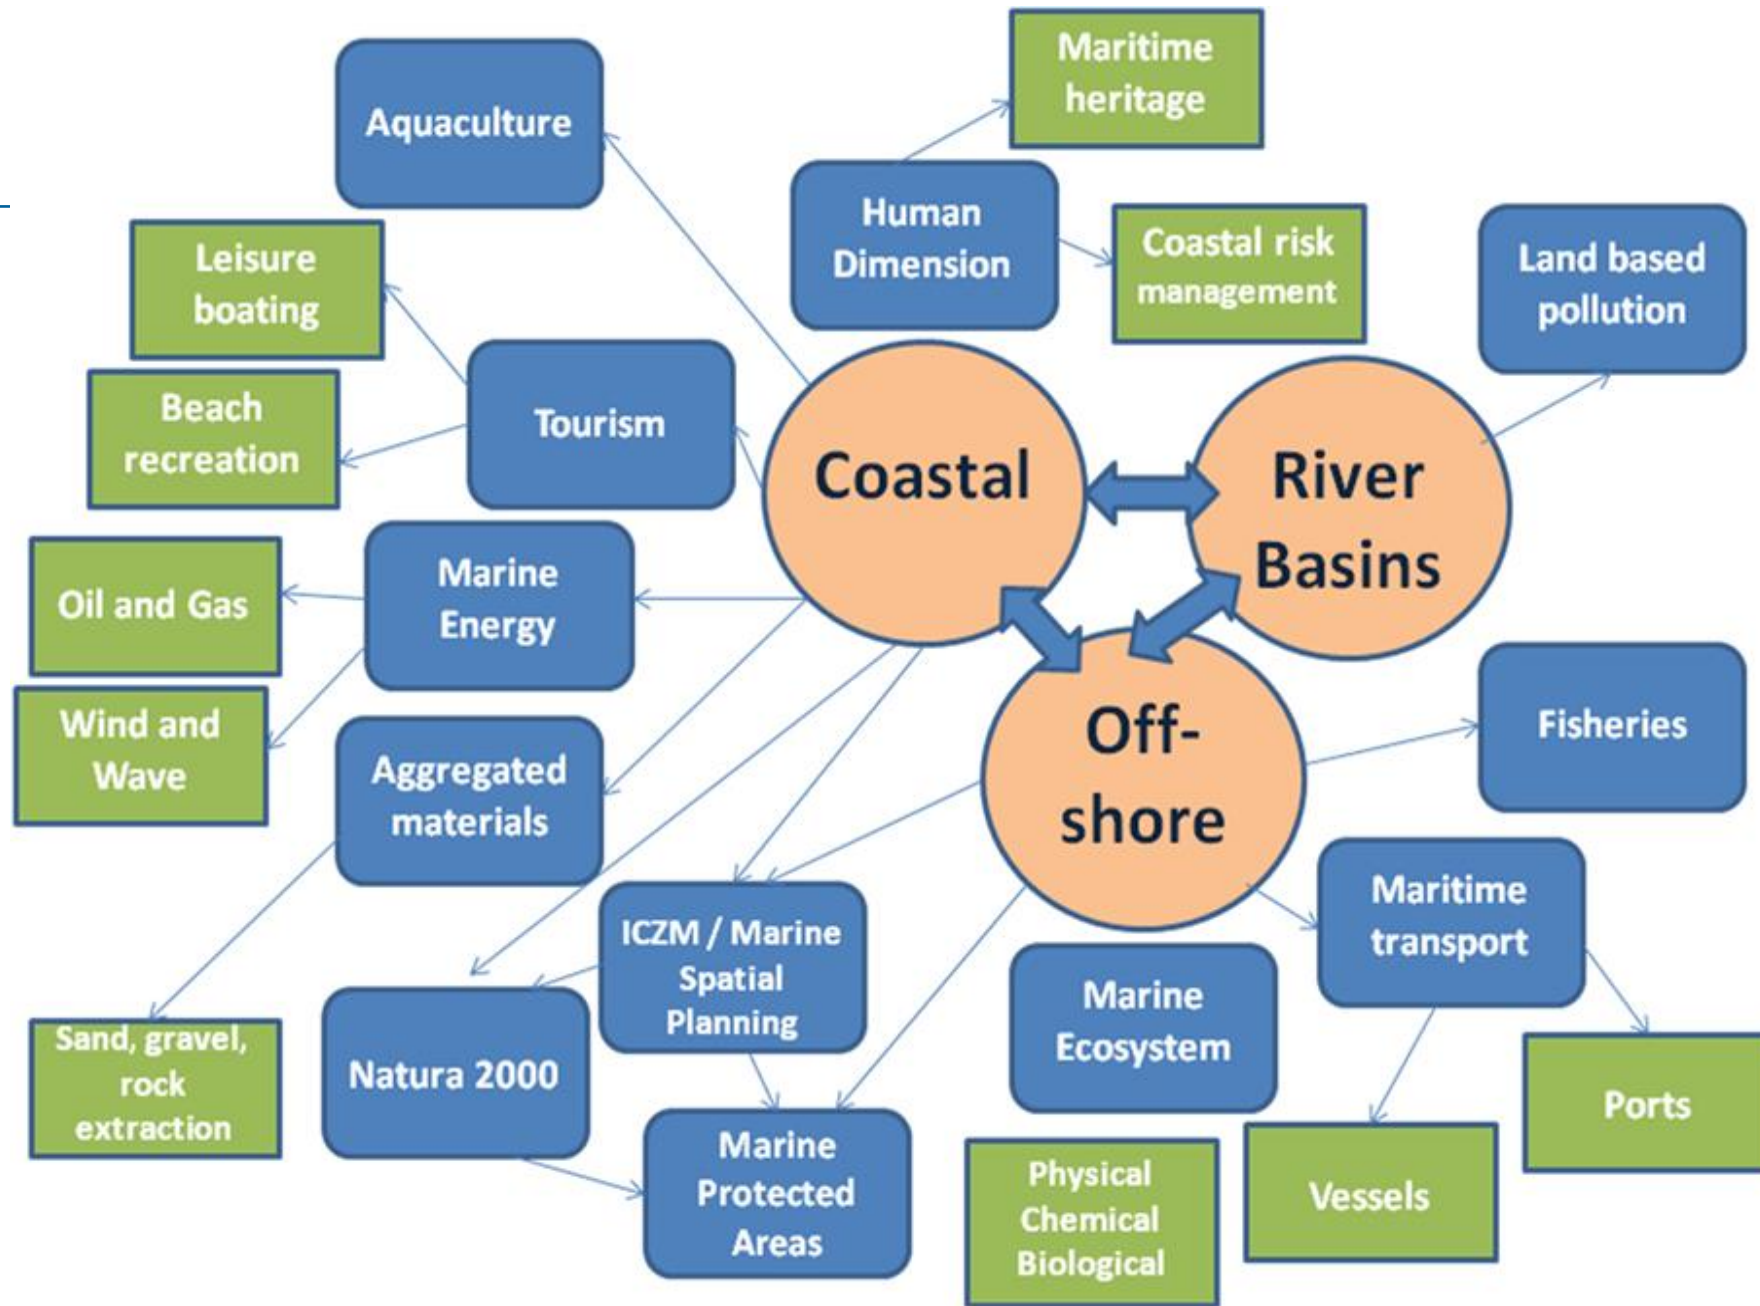 Maritime
heritage
Aquaculture
Human
Dimension
Coastal risk
management
Land based
pollution
Leisure
boating
Beach
recreation
Tourism
Coastal
River
Basins
Oil and Gas
Marine
Energy
Wind and
Wave
Aggregated
materials
Off-
shore
Fisheries
Maritime
transport
ICZM / Marine
Spatial
Planning
Marine
Ecosystem
Sand, gravel,
rock
extraction
Natura 2000
Marine
Protected
Areas
Physical
Chemical
Biological
Vessels
Ports